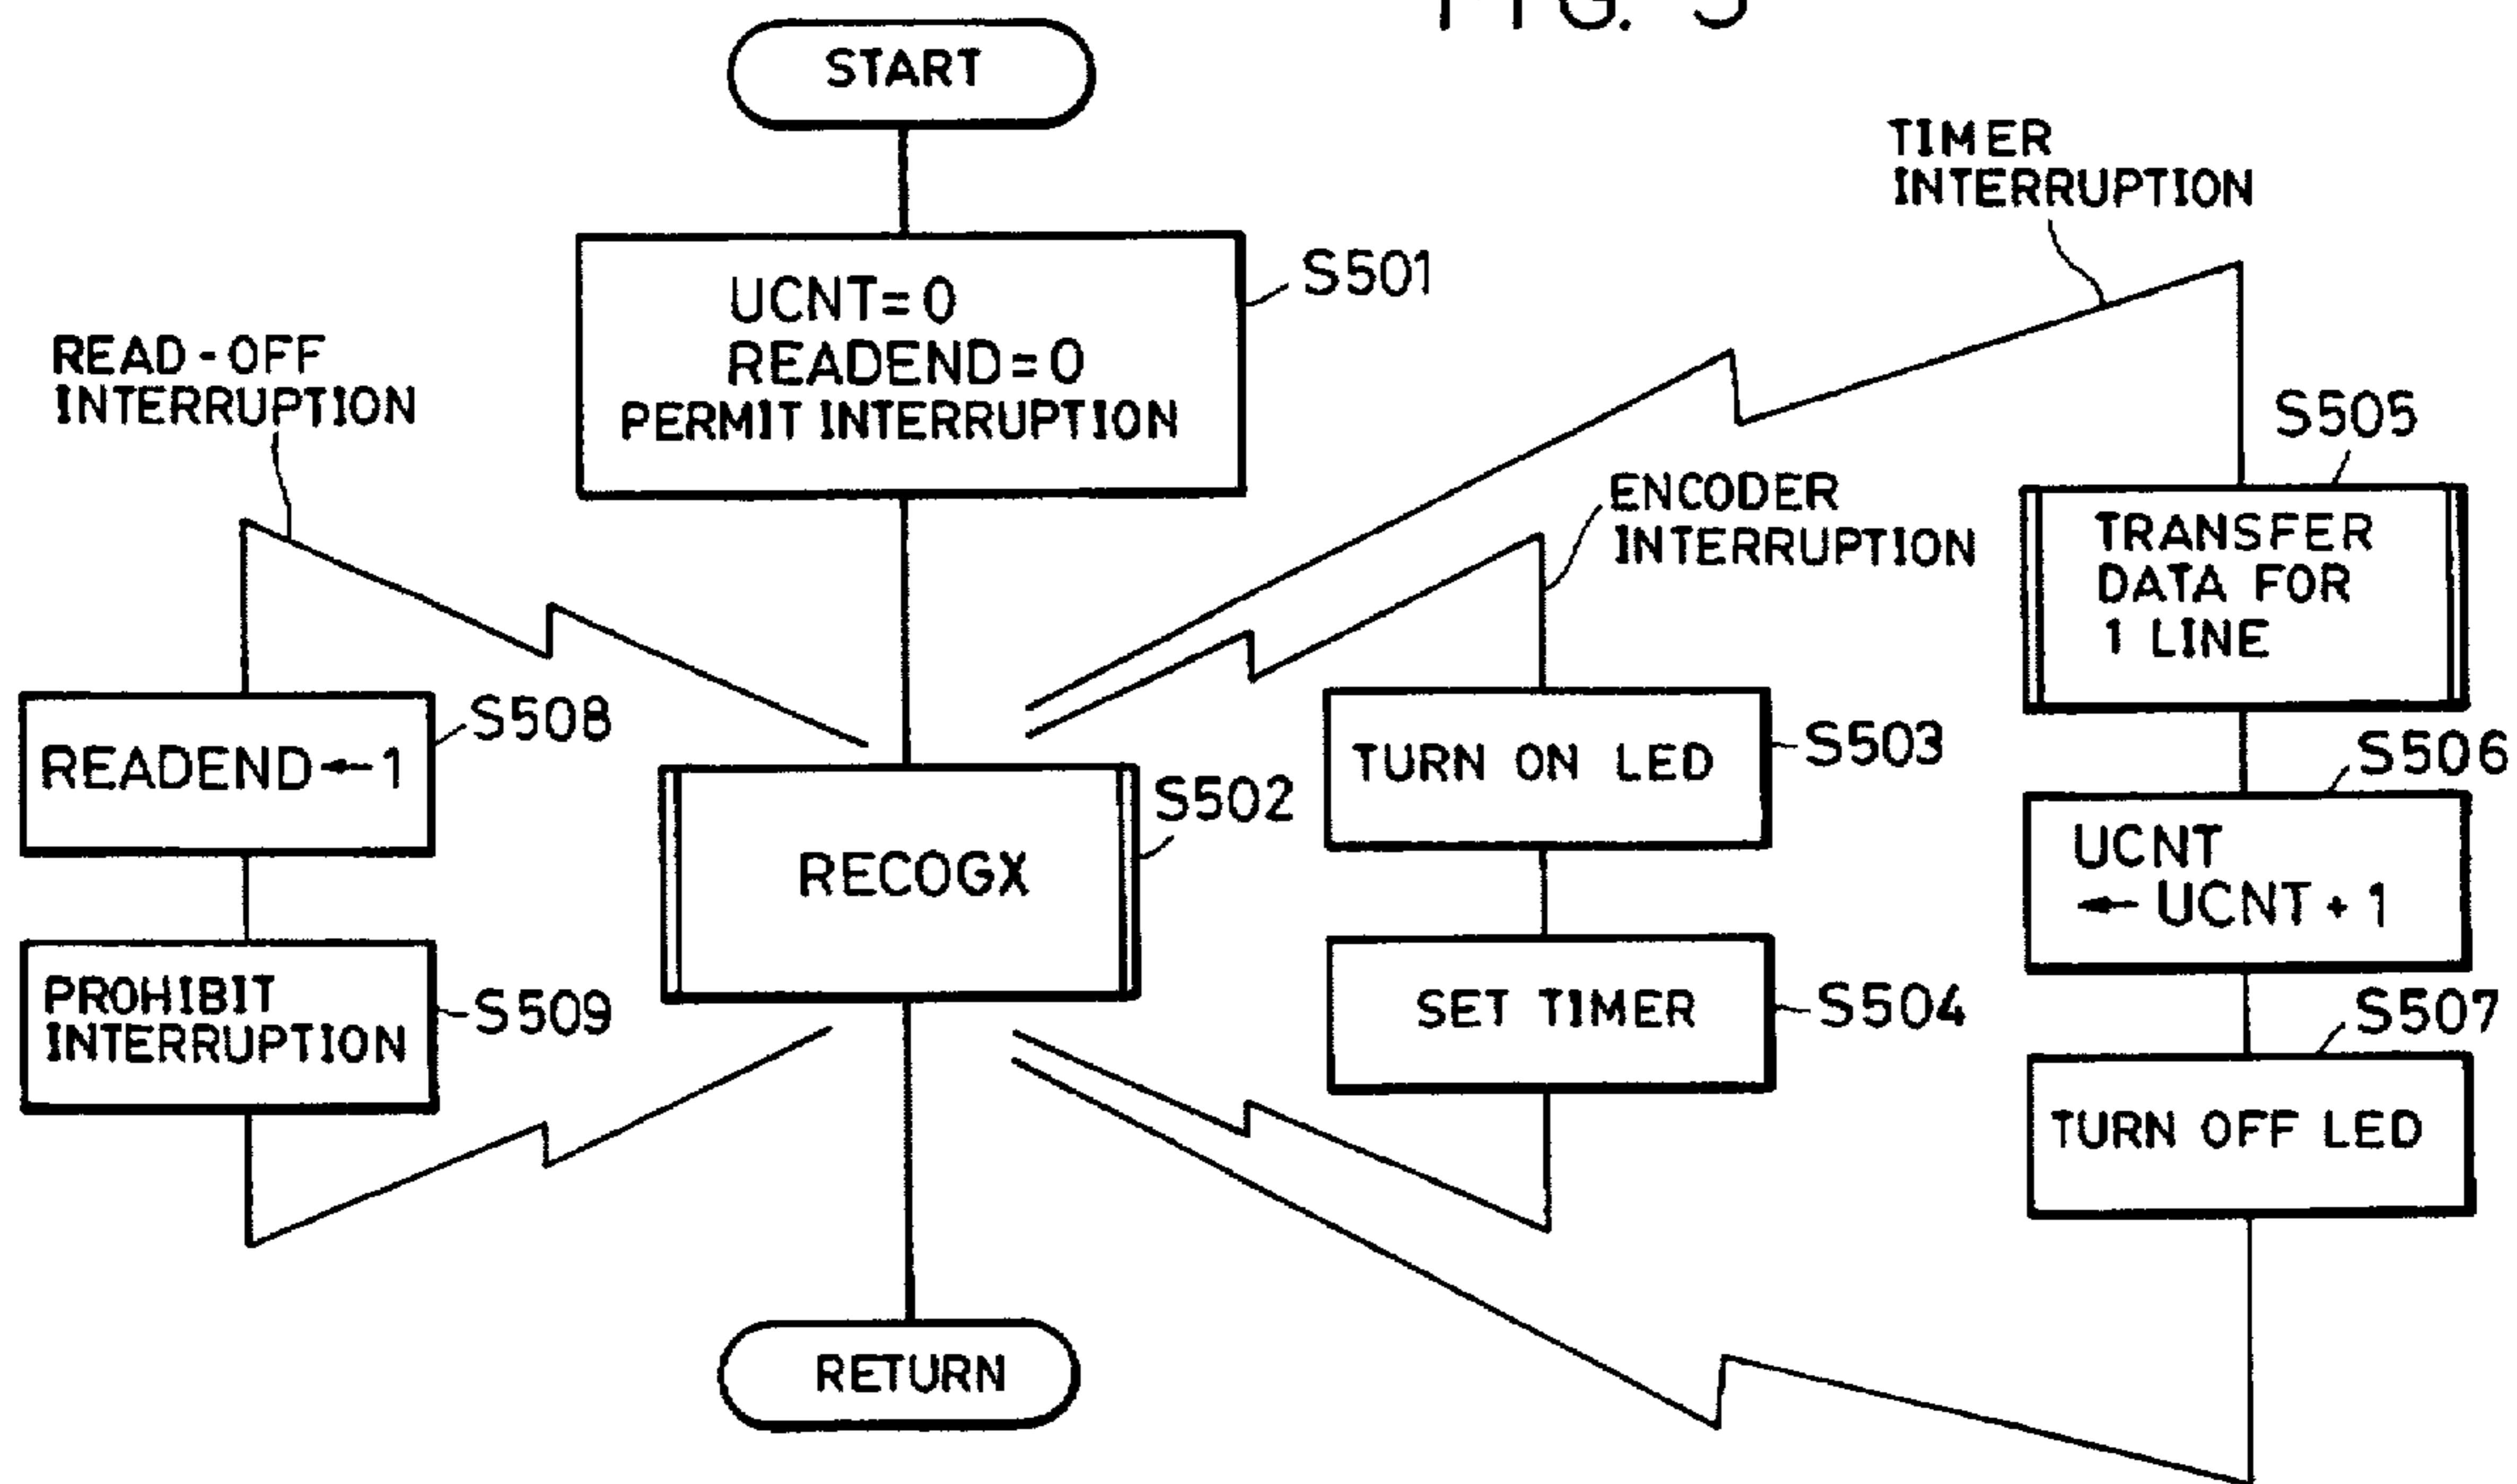 START
UCNT=0
READEND=0
PERMIT INTERRUPTION
S501
TIMER
INTERRUPTION
READ-OFF
INTERRUPTION
ENCODER
INTERRUPTION
S505
TRANSFER
DATA FOR
1 LINE
READEND←1
S508
RECOGX
S502
TURN ON LED
S503
S506
UCNT
← UCNT + 1
PROHIBIT
INTERRUPTION
S509
SET TIMER
S504
S507
TURN OFF LED
RETURN